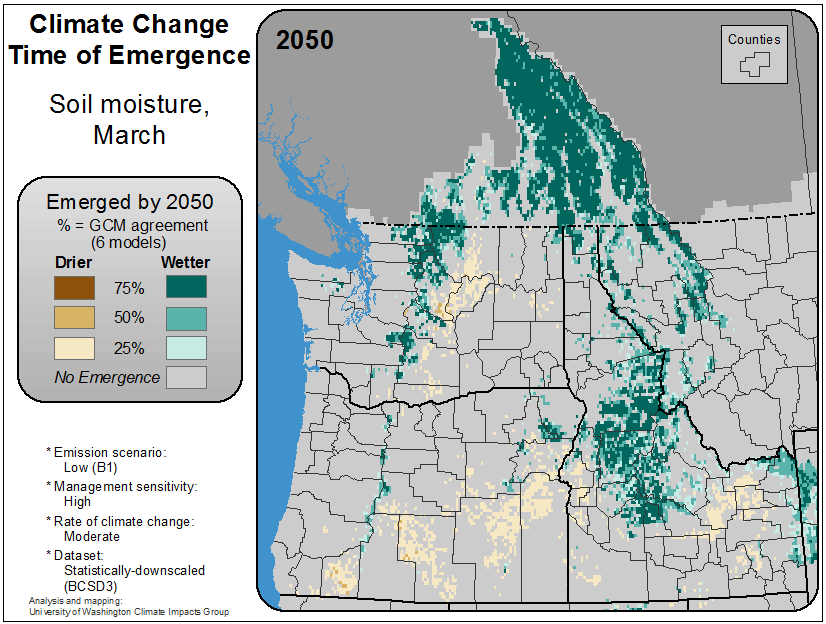 Climate Change
Time of Emergence
Soil moisture,
March
Emerged by 2050
% = GCM agreement
(6 models)
Drier Wetter
75%
50%
25%
No Emergence
* Emission scenario:
Low (B1)
* Management sensitivity:
High
* Rate of climate change:
Moderate
* Dataset:
Statistically-downscaled
(BCSD3)
Analysis and mapping:
University of Washington Climate Impacts Group
2050
Counties